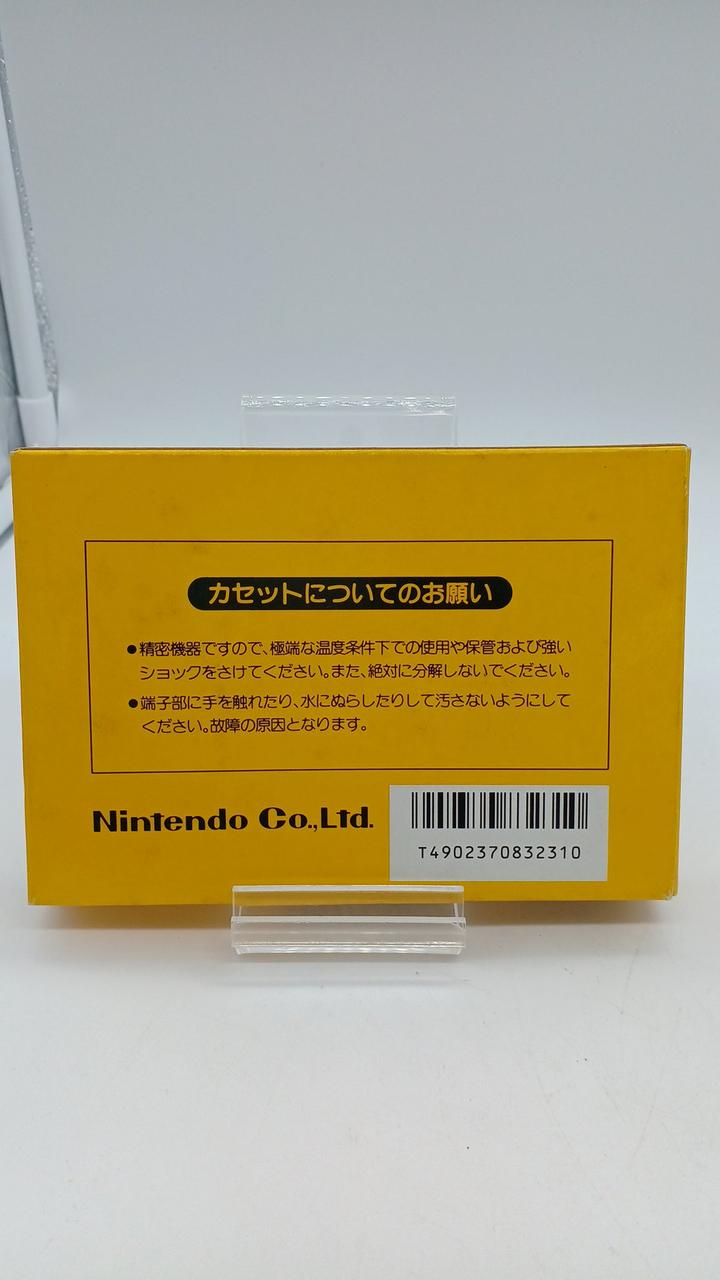 カセットについてのお願い
●精密機器ですので、極端な温度条件下での使用や保管および強い
ショックをさけてください。また、絶対に分解しないでください。
●端子部に手を触れたり、水にぬらしたりして汚さないようにして
ください。故障の原因となります。
Nintendo Co.,Ltd.
T4902370832310